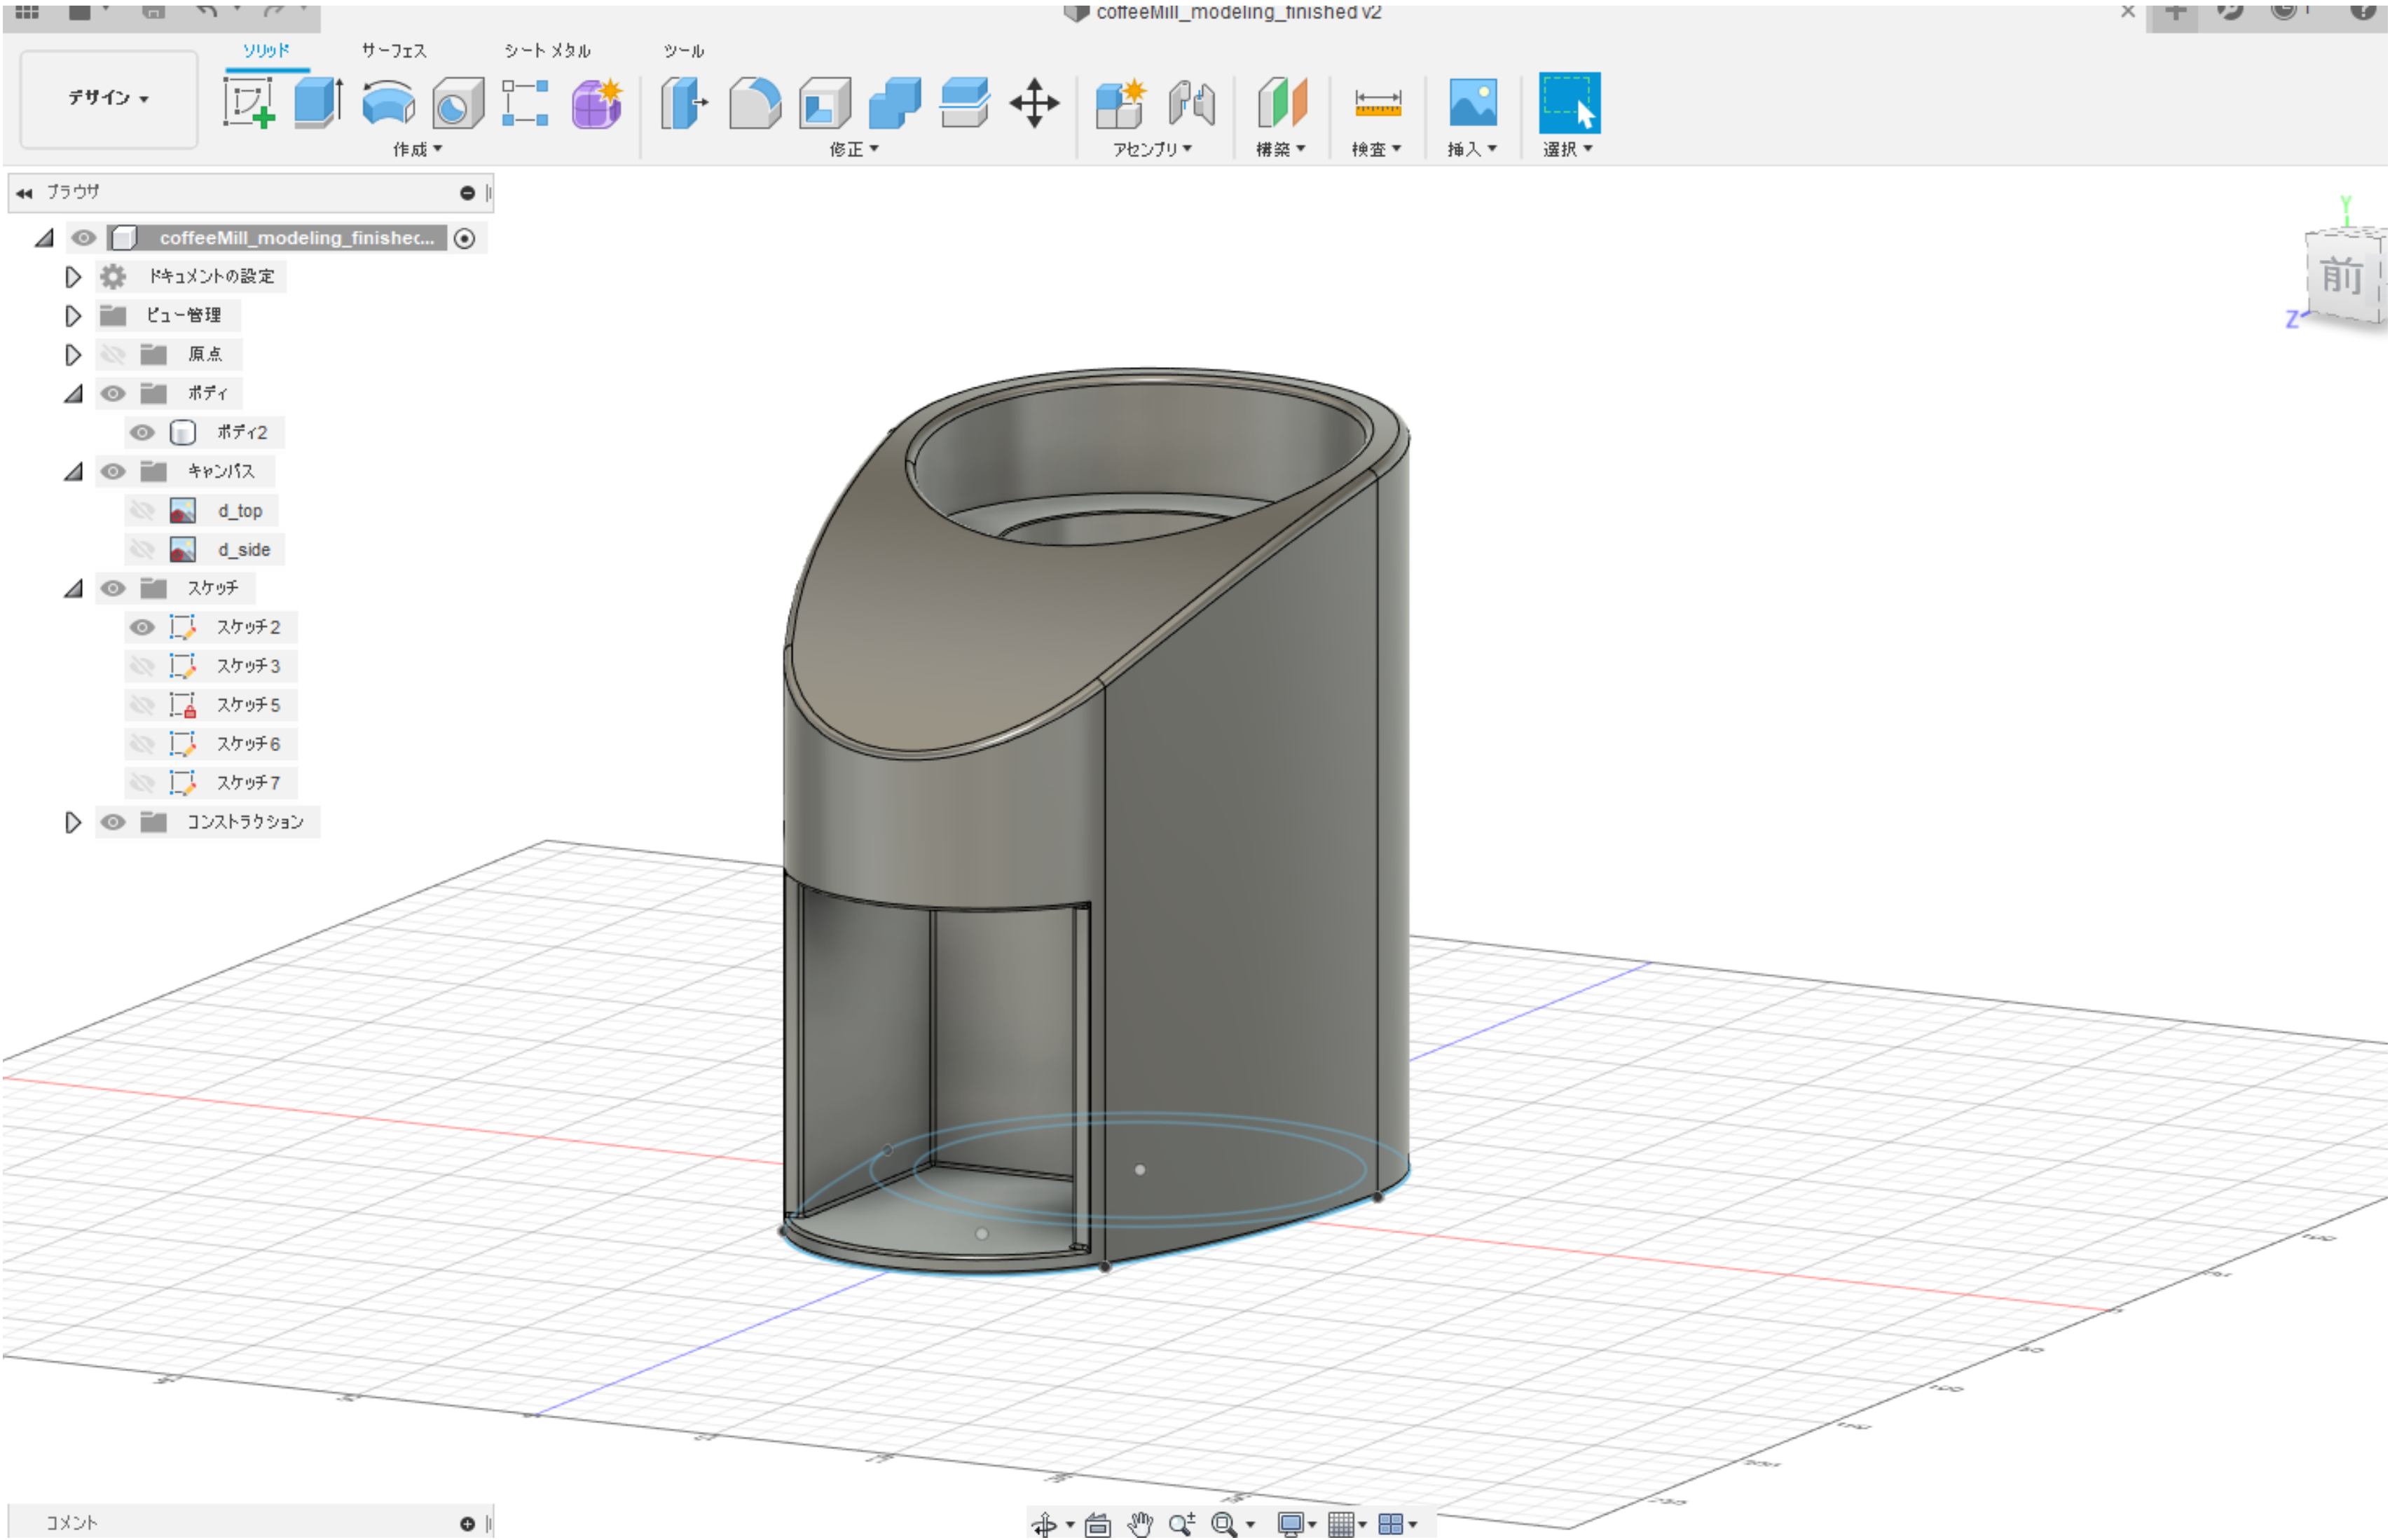 coffeeMill_modeling_finished v2
ソリッド サーフェス シート メタル ツール
デザイン
作成 修正 アセンブリ 構築 検査 挿入 選択
ブラウザ
coffeeMill_modeling_finishec...
ドキュメントの設定
ビュー管理
原点
ボディ
ボディ2
キャンバス
d_top
d_side
スケッチ
スケッチ2
スケッチ3
スケッチ5
スケッチ6
スケッチ7
コンストラクション
Y
前
Z
コメント